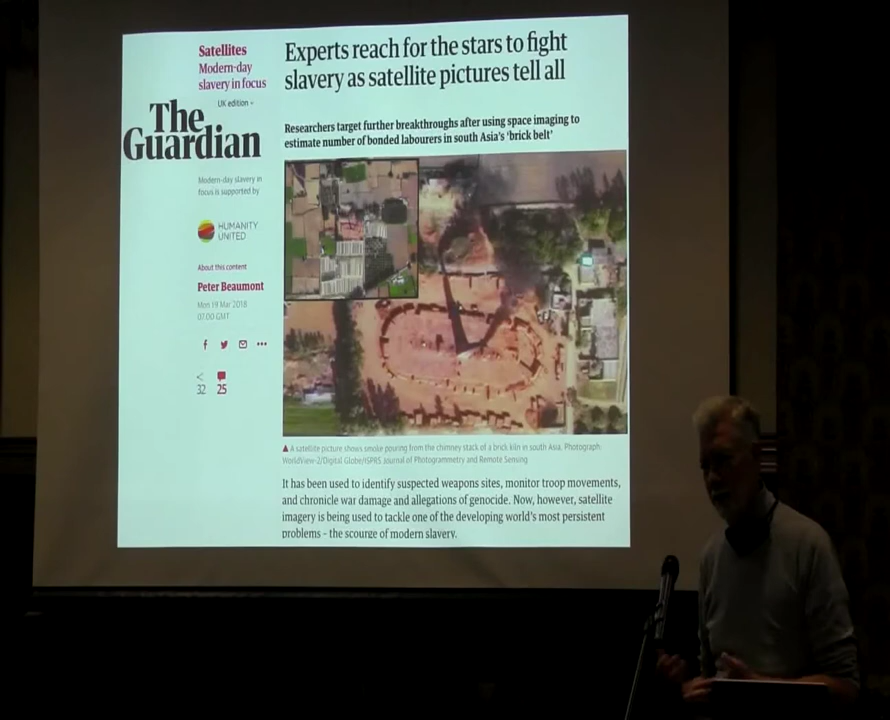 Satellites
Modern-day
slavery in focus
UK edition
The
Guardian
Modern-day slavery in
focus is supported by
HUMANITY
UNITED
About this content
Peter Beaumont
Mon 19 Mar 2018
07.00 GMT
32 25
Experts reach for the stars to fight
slavery as satellite pictures tell all
Researchers target further breakthroughs after using space imaging to
estimate number of bonded labourers in south Asia's 'brick belt'
A satellite picture shows smoke pouring from the chimney stack of a brick kiln in south Asia. Photograph:
WorldView-2/Digital Globe/ISPRS Journal of Photogrammetry and Remote Sensing
It has been used to identify suspected weapons sites, monitor troop movements,
and chronicle war damage and allegations of genocide. Now, however, satellite
imagery is being used to tackle one of the developing world's most persistent
problems – the scourge of modern slavery.